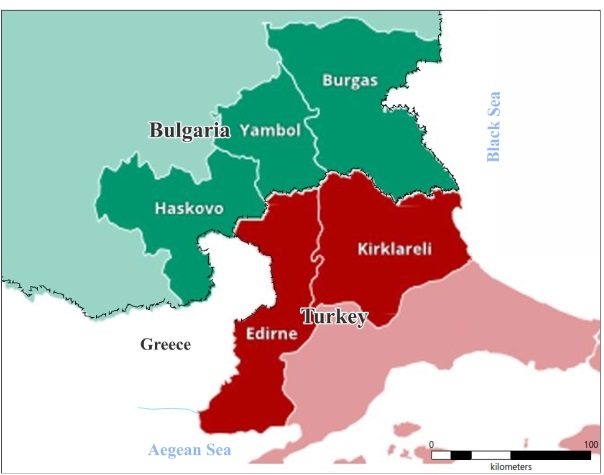 Burgas
Black Sea
Bulgaria
Yambol
Haskovo
Kirklareli
Turkey
Edirne
Greece
Aegean Sea
0 100
kilometers